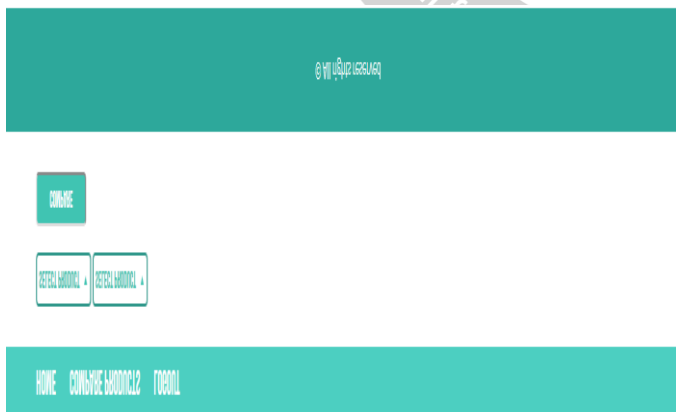 HOME COMPARE PRODUCTS LOGOUT
SELECT PRODUCT SELECT PRODUCT
COMPARE
© All rights reserved